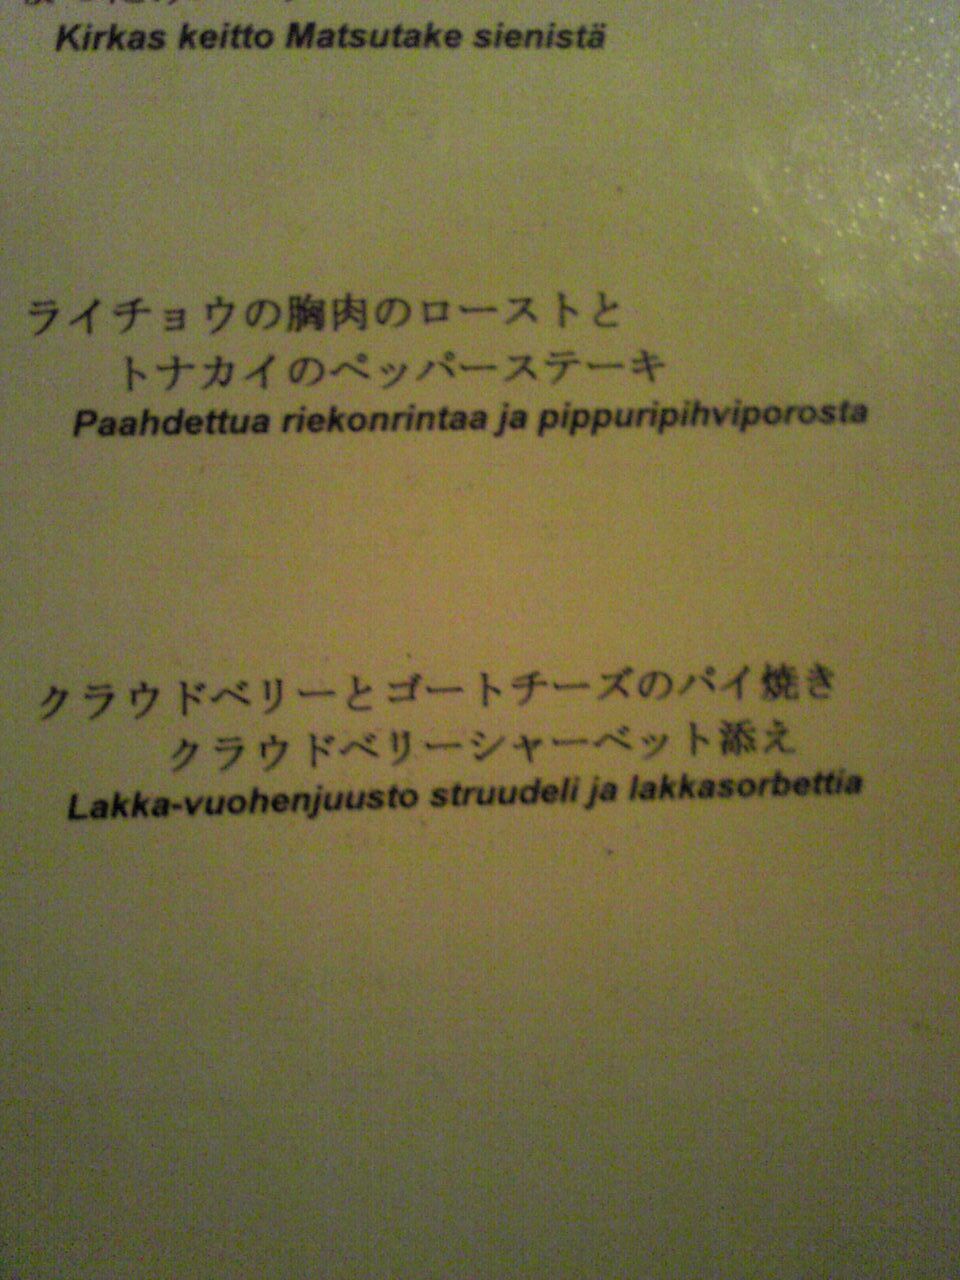 Kirkas keitto Matsutake sienistä
ライチョウの胸肉のローストと
トナカイのペッパーステーキ
Paahdettua riekonrintaa ja pippuripihviporosta
クラウドベリーとゴートチーズのパイ焼き
クラウドベリーシャーベット添え
Lakka-vuohenjuusto struudeli ja lakkasorbettia